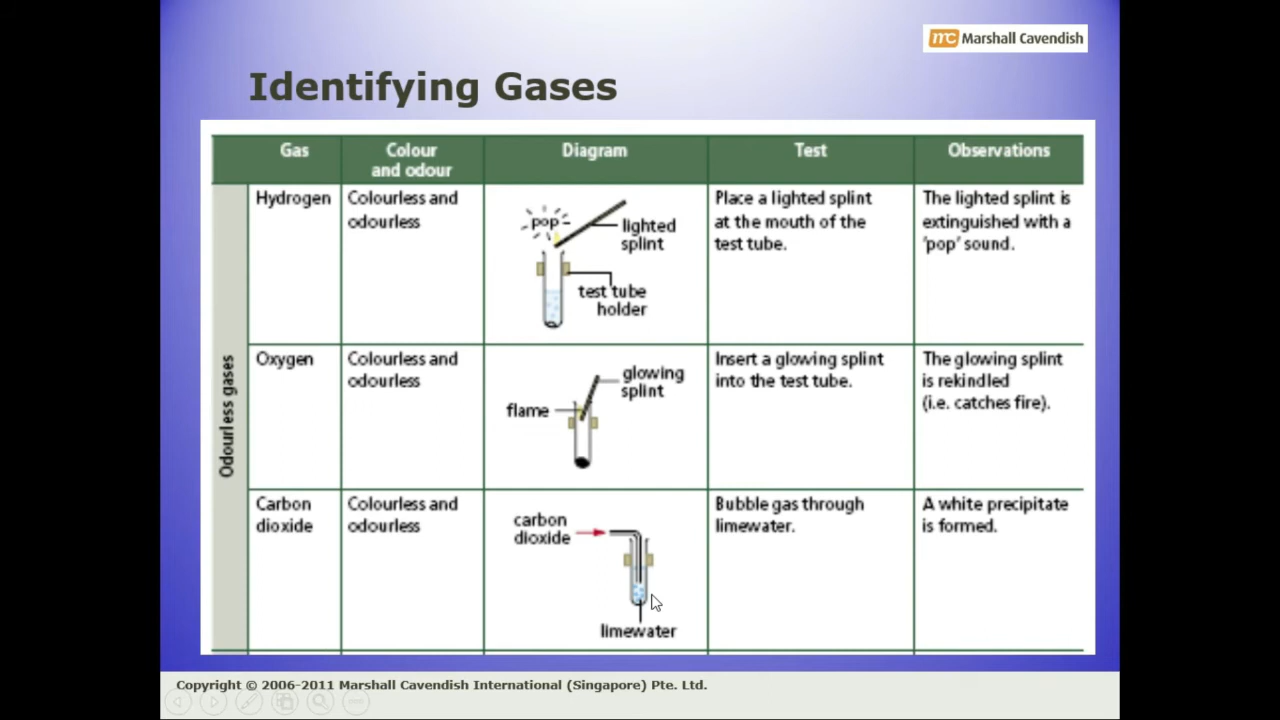 mc Marshall Cavendish
Identifying Gases
Gas
Colour
and odour
Diagram
Test
Observations
Odourless gases
Hydrogen
Colourless and
odourless
pop
lighted
splint
test tube
holder
Place a lighted splint
at the mouth of the
test tube.
The lighted splint is
extinguished with a
‘pop’ sound.
Oxygen
Colourless and
odourless
glowing
splint
flame
Insert a glowing splint
into the test tube.
The glowing splint
is rekindled
(i.e. catches fire).
Carbon
dioxide
Colourless and
odourless
carbon
dioxide
limewater
Bubble gas through
limewater.
A white precipitate
is formed.
Copyright © 2006-2011 Marshall Cavendish International (Singapore) Pte. Ltd.